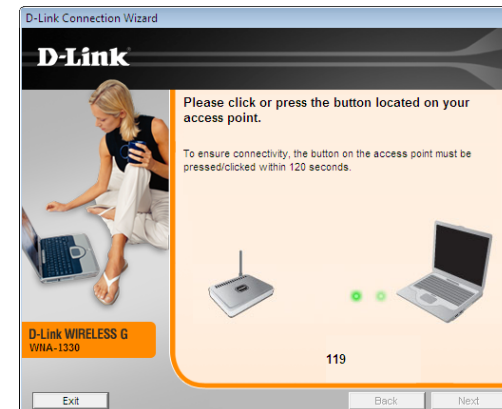 D-Link Connection Wizard
D-Link
Please click or press the button located on your
access point.
To ensure connectivity, the button on the access point must be
pressed/clicked within 120 seconds.
D-Link WIRELESS G
WNA-1330
119
Exit
Back
Next